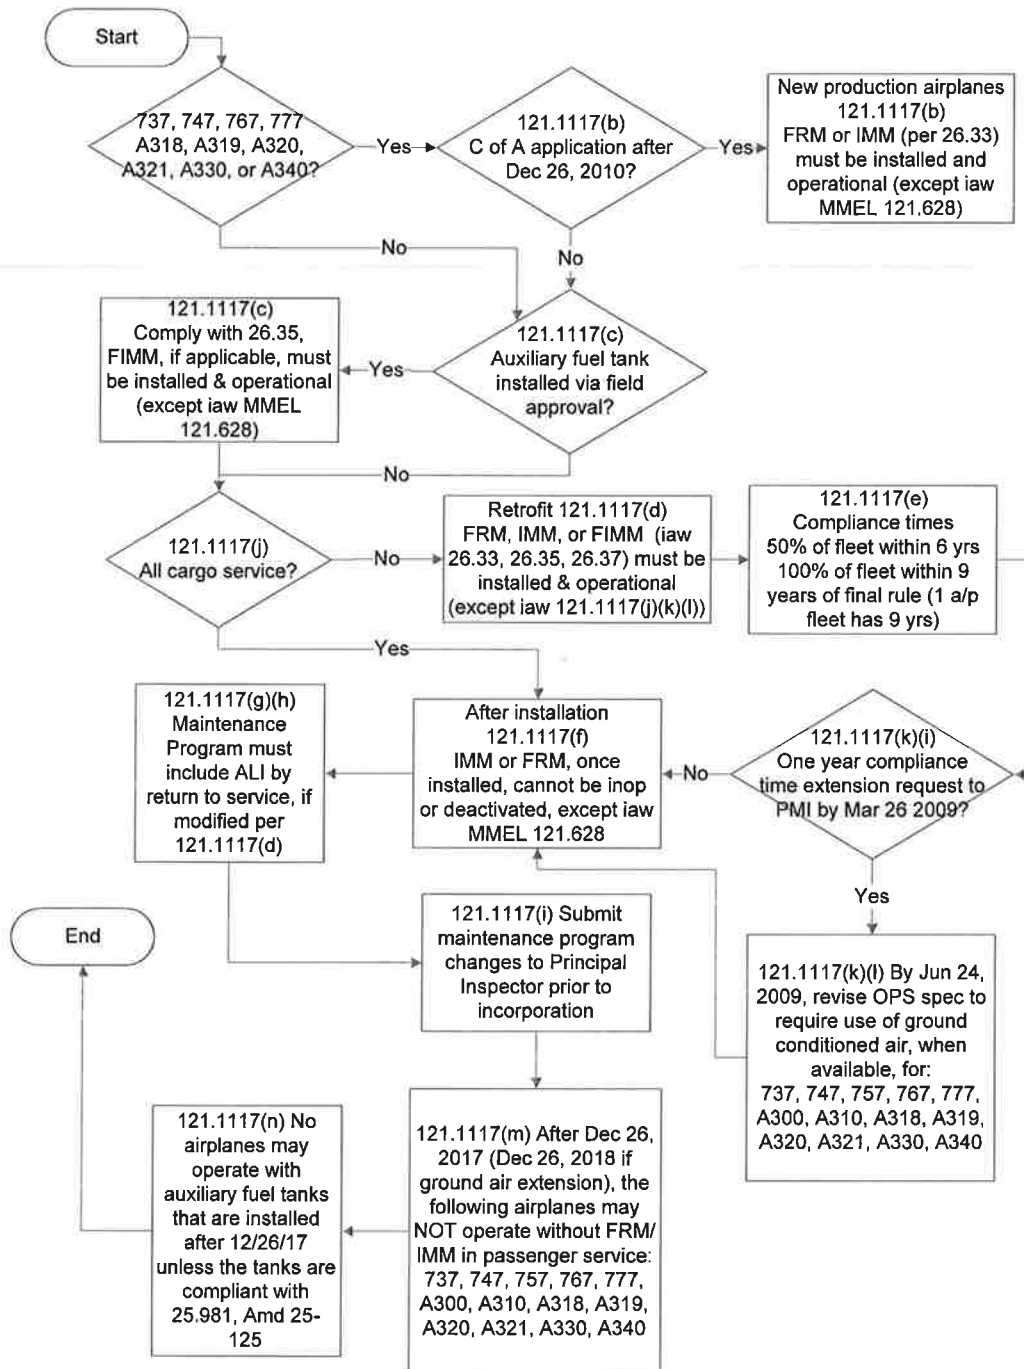 Start
737, 747, 767, 777
A318, A319, A320,
A321, A330, or A340?
Yes
121.1117(b)
C of A application after
Dec 26, 2010?
Yes
New production airplanes
121.1117(b)
FRM or IMM (per 26.33)
must be installed and
operational (except iaw
MMEL 121.628)
No
No
121.1117(c)
Comply with 26.35,
FIMM, if applicable, must
be installed & operational
(except iaw MMEL
121.628)
Yes
121.1117(c)
Auxiliary fuel tank
installed via field
approval?
No
121.1117(j)
All cargo service?
No
Retrofit 121.1117(d)
FRM, IMM, or FIMM (iaw
26.33, 26.35, 26.37) must be
installed & operational
(except iaw 121.1117(j)(k)(l))
121.1117(e)
Compliance times
50% of fleet within 6 yrs
100% of fleet within 9
years of final rule (1 a/p
fleet has 9 yrs)
Yes
121.1117(g)(h)
Maintenance
Program must
include ALI by
return to service, if
modified per
121.1117(d)
After installation
121.1117(f)
IMM or FRM, once
installed, cannot be inop
or deactivated, except iaw
MMEL 121.628
No
121.1117(k)(i)
One year compliance
time extension request to
PMI by Mar 26 2009?
Yes
End
121.1117(i) Submit
maintenance program
changes to Principal
Inspector prior to
incorporation
121.1117(k)(l) By Jun 24,
2009, revise OPS spec to
require use of ground
conditioned air, when
available, for:
737, 747, 757, 767, 777,
A300, A310, A318, A319,
A320, A321, A330, A340
121.1117(n) No
airplanes may
operate with
auxiliary fuel tanks
that are installed
after 12/26/17
unless the tanks are
compliant with
25.981, Amd 25-
125
121.1117(m) After Dec 26,
2017 (Dec 26, 2018 if
ground air extension), the
following airplanes may
NOT operate without FRM/
IMM in passenger service:
737, 747, 757, 767, 777,
A300, A310, A318, A319,
A320, A321, A330, A340